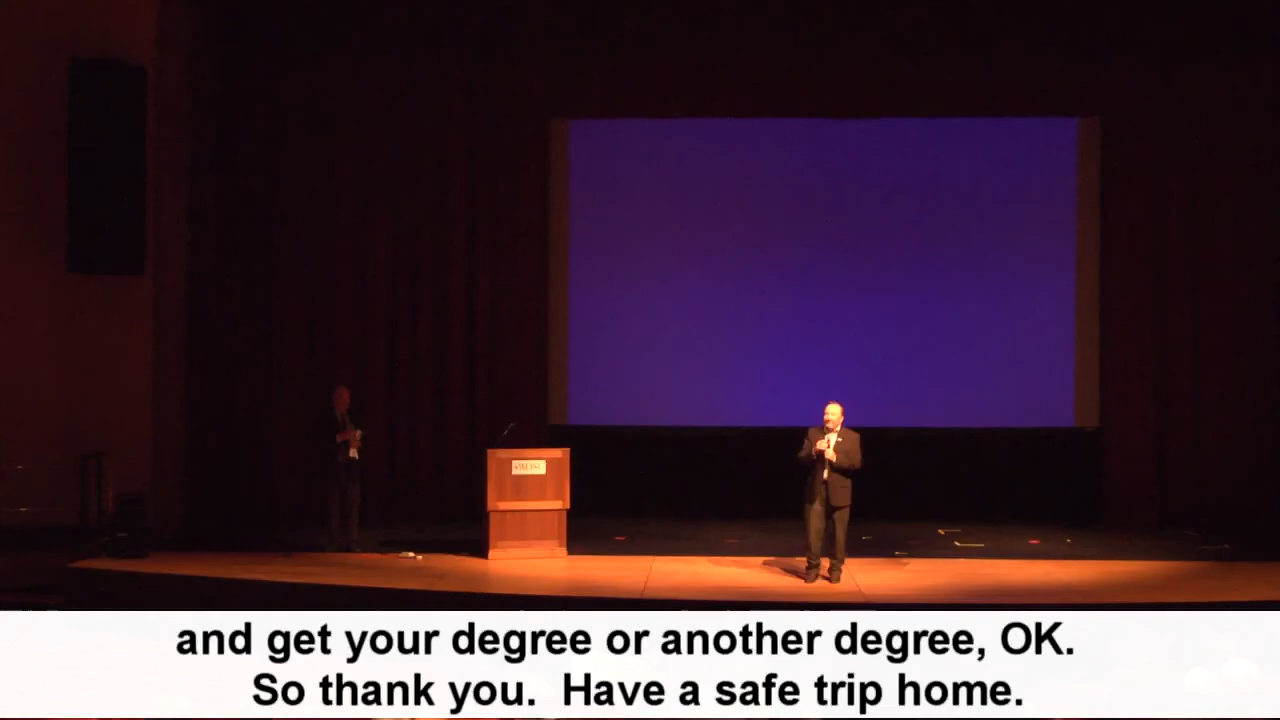 and get your degree or another degree, OK.
So thank you.  Have a safe trip home.